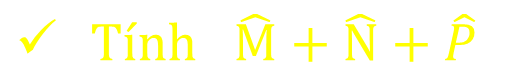 ✓ Tính M̂ + N̂ + P̂